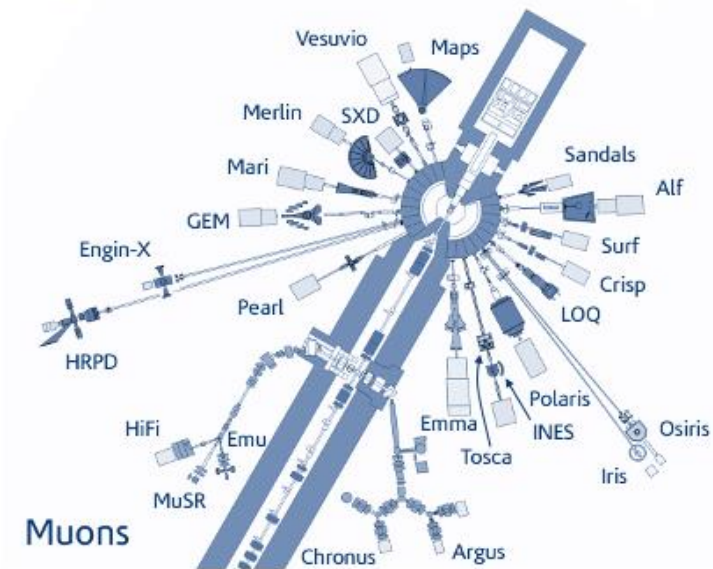 Vesuvio
Maps
Merlin
SXD
Mari
Sandals
Alf
GEM
Engin-X
Surf
Crisp
Pearl
LOQ
HRPD
Polaris
Emma
INES
Osiris
HiFi
Emu
Tosca
Iris
MuSR
Muons
Chronus
Argus